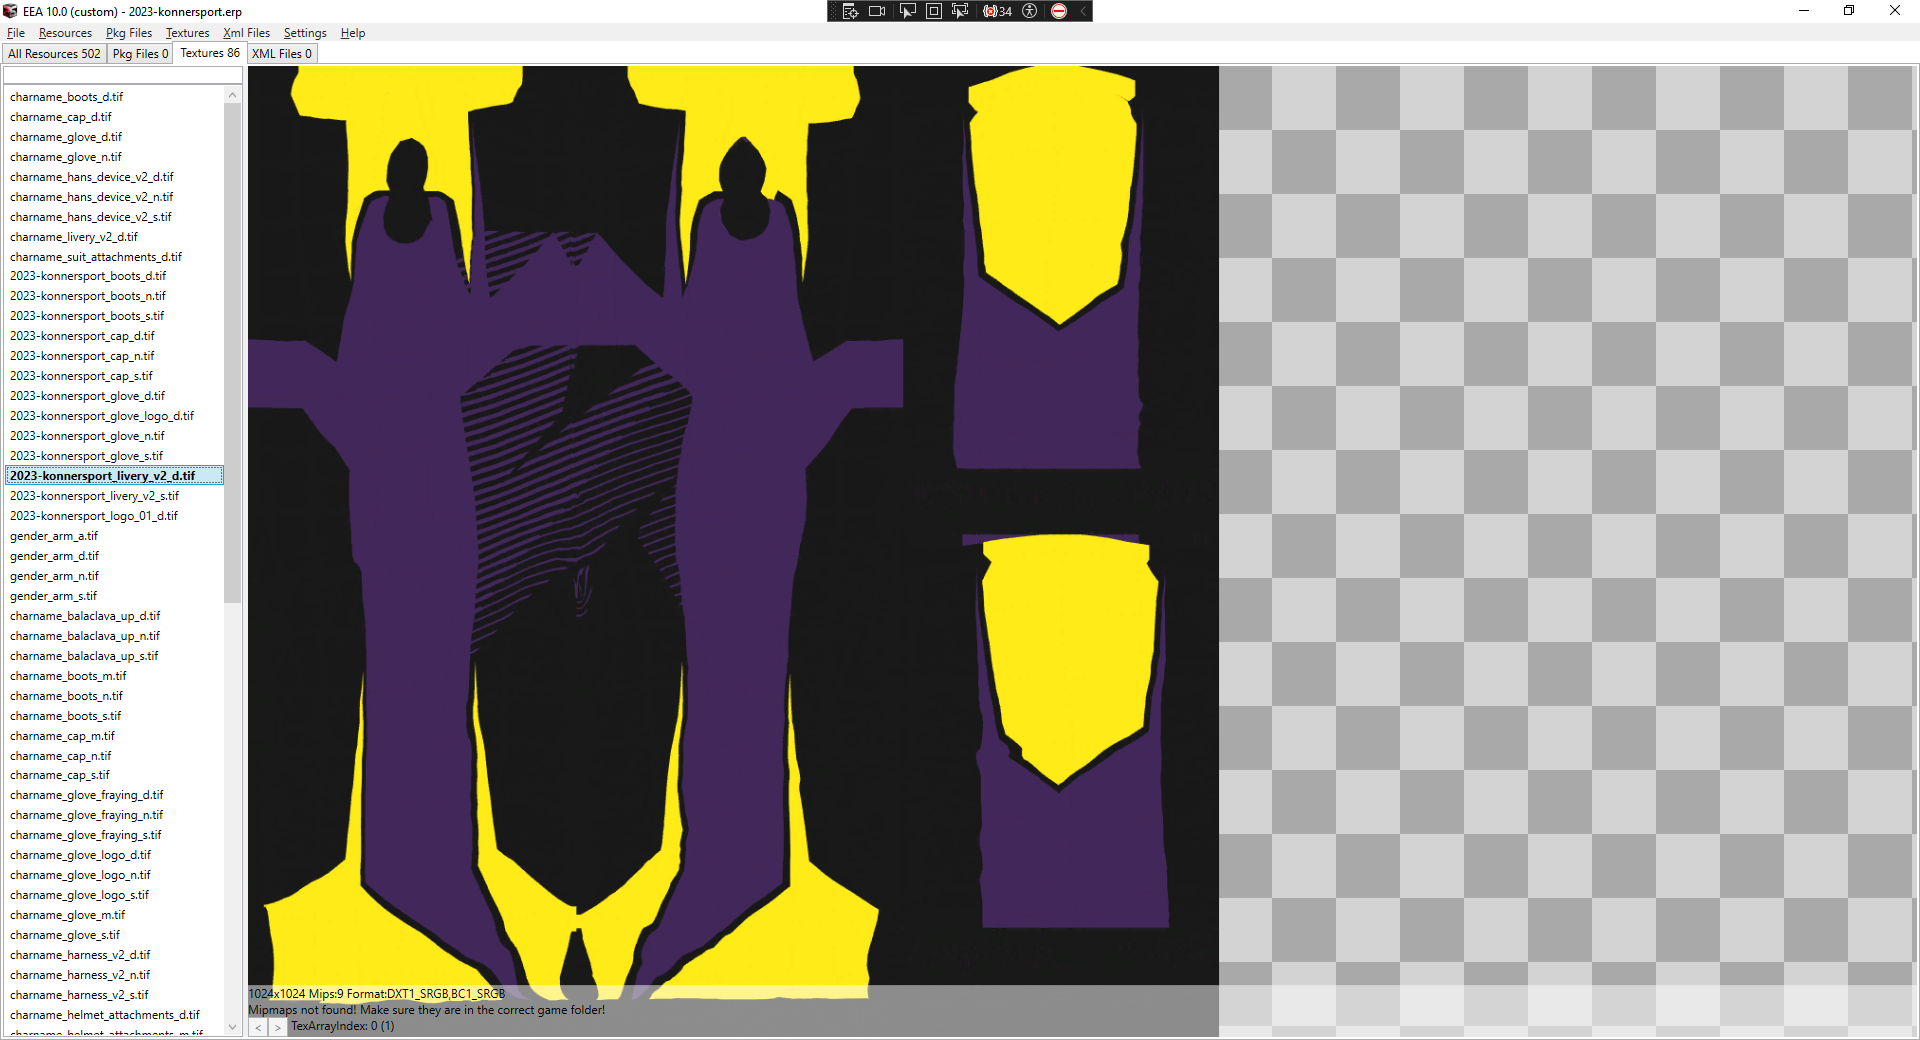 EEA 10.0 (custom) - 2023-konnersport.erp
34
File Resources Pkg Files Textures Xml Files Settings Help
All Resources 502 Pkg Files 0 Textures 86 XML Files 0
charname_boots_d.tif
charname_cap_d.tif
charname_glove_d.tif
charname_glove_n.tif
charname_hans_device_v2_d.tif
charname_hans_device_v2_n.tif
charname_hans_device_v2_s.tif
charname_livery_v2_d.tif
charname_suit_attachments_d.tif
2023-konnersport_boots_d.tif
2023-konnersport_boots_n.tif
2023-konnersport_boots_s.tif
2023-konnersport_cap_d.tif
2023-konnersport_cap_n.tif
2023-konnersport_cap_s.tif
2023-konnersport_glove_d.tif
2023-konnersport_glove_logo_d.tif
2023-konnersport_glove_n.tif
2023-konnersport_glove_s.tif
2023-konnersport_livery_v2_d.tif
2023-konnersport_livery_v2_s.tif
2023-konnersport_logo_01_d.tif
gender_arm_a.tif
gender_arm_d.tif
gender_arm_n.tif
gender_arm_s.tif
charname_balaclava_up_d.tif
charname_balaclava_up_n.tif
charname_balaclava_up_s.tif
charname_boots_m.tif
charname_boots_n.tif
charname_boots_s.tif
charname_cap_m.tif
charname_cap_n.tif
charname_cap_s.tif
charname_glove_fraying_d.tif
charname_glove_fraying_n.tif
charname_glove_fraying_s.tif
charname_glove_logo_d.tif
charname_glove_logo_n.tif
charname_glove_logo_s.tif
charname_glove_m.tif
charname_glove_s.tif
charname_harness_v2_d.tif
charname_harness_v2_n.tif
charname_harness_v2_s.tif
charname_helmet_attachments_d.tif
charname_helmet_attachments_m.tif
1024x1024 Mips:9 Format:DXT1_SRGB,BC1_SRGB
Mipmaps not found! Make sure they are in the correct game folder!
< > TexArrayIndex: 0 (1)